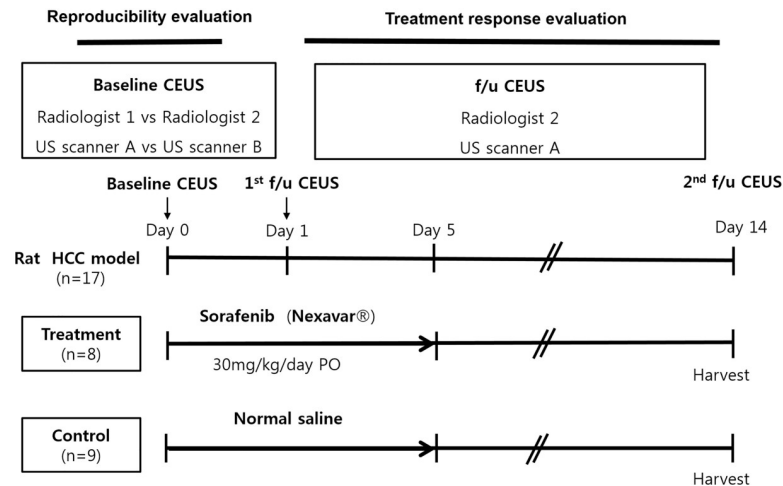 Reproducibility evaluation
Treatment response evaluation
Baseline CEUS
Radiologist 1 vs Radiologist 2
US scanner A vs US scanner B
f/u CEUS
Radiologist 2
US scanner A
Baseline CEUS
1st f/u CEUS
2nd f/u CEUS
Day 0
Day 1
Day 5
Day 14
Rat HCC model
(n=17)
Treatment
(n=8)
Sorafenib (Nexavar®)
30mg/kg/day PO
Harvest
Control
(n=9)
Normal saline
Harvest